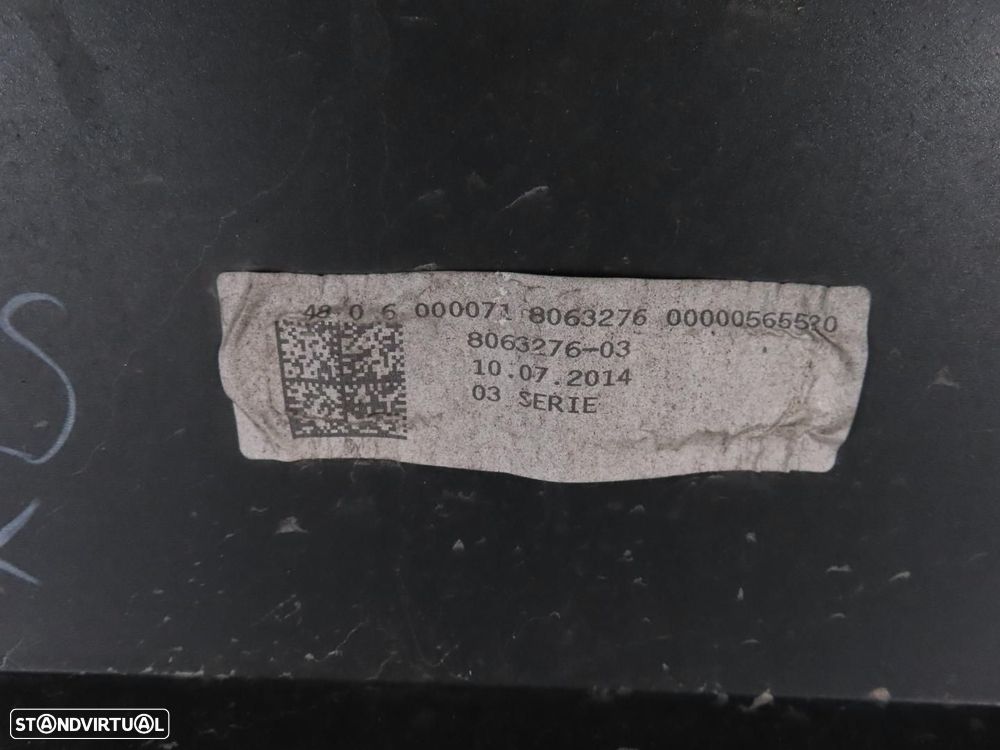 48 0 6 000071 8063276 00000565520
8063276-03
10.07.2014
03 SERIE
STANDVIRTUAL